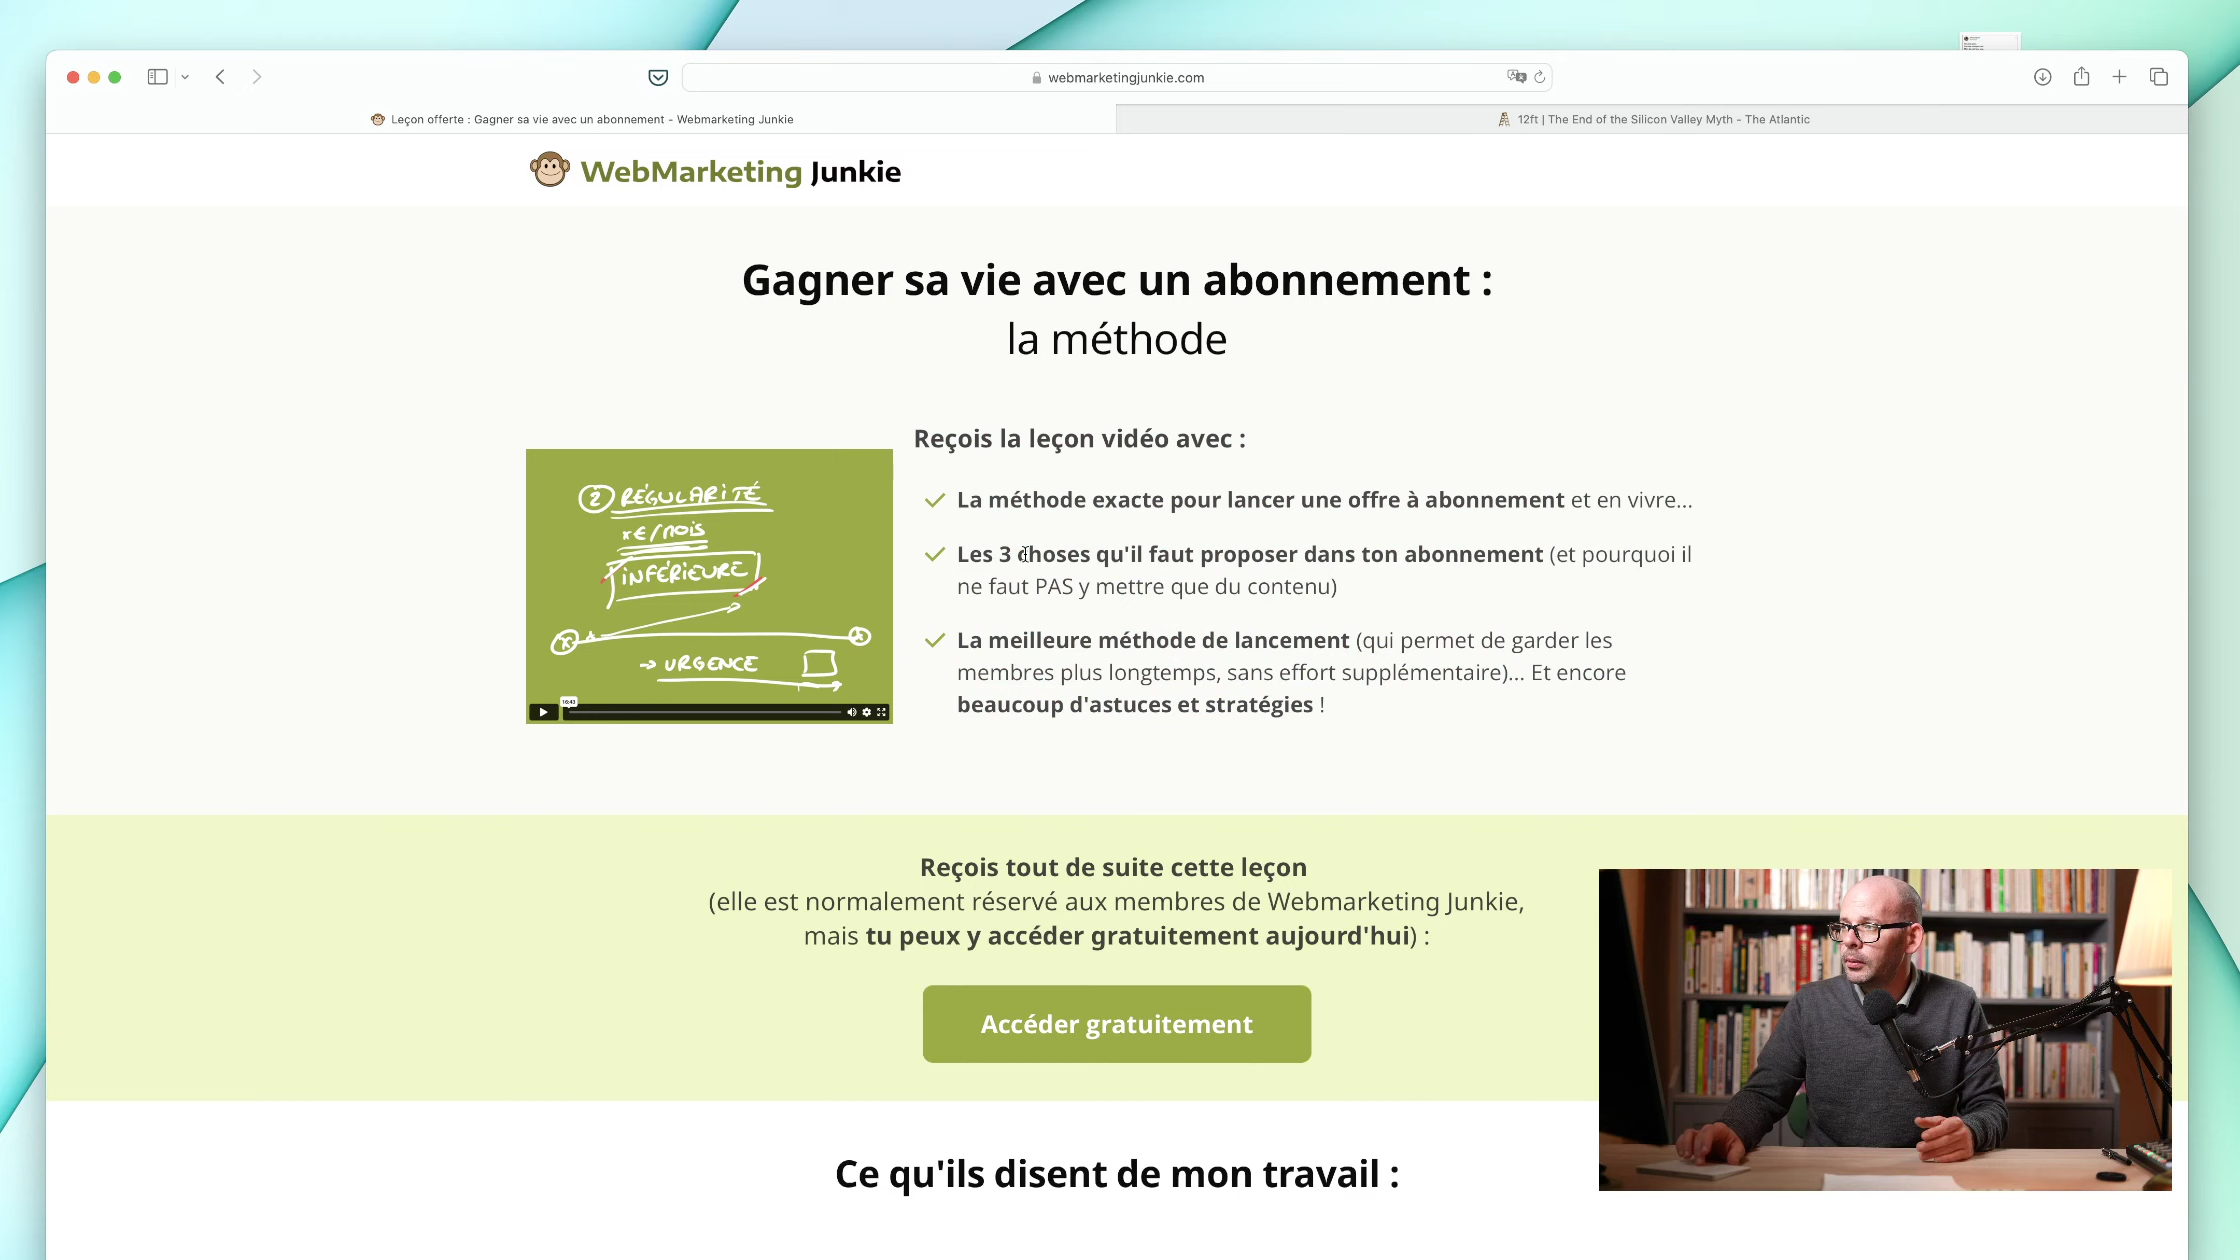 webmarketingjunkie.com
Leçon offerte : Gagner sa vie avec un abonnement - Webmarketing Junkie
12ft | The End of the Silicon Valley Myth - The Atlantic
WebMarketing Junkie
Gagner sa vie avec un abonnement :
la méthode
Reçois la leçon vidéo avec :
2 RÉGULARITÉ
x€/mois
INFÉRIEURE
→ URGENCE
16:43
La méthode exacte pour lancer une offre à abonnement et en vivre...
Les 3 choses qu'il faut proposer dans ton abonnement (et pourquoi il
ne faut PAS y mettre que du contenu)
La meilleure méthode de lancement (qui permet de garder les
membres plus longtemps, sans effort supplémentaire)... Et encore
beaucoup d'astuces et stratégies !
Reçois tout de suite cette leçon
(elle est normalement réservé aux membres de Webmarketing Junkie,
mais tu peux y accéder gratuitement aujourd'hui) :
Accéder gratuitement
Ce qu'ils disent de mon travail :